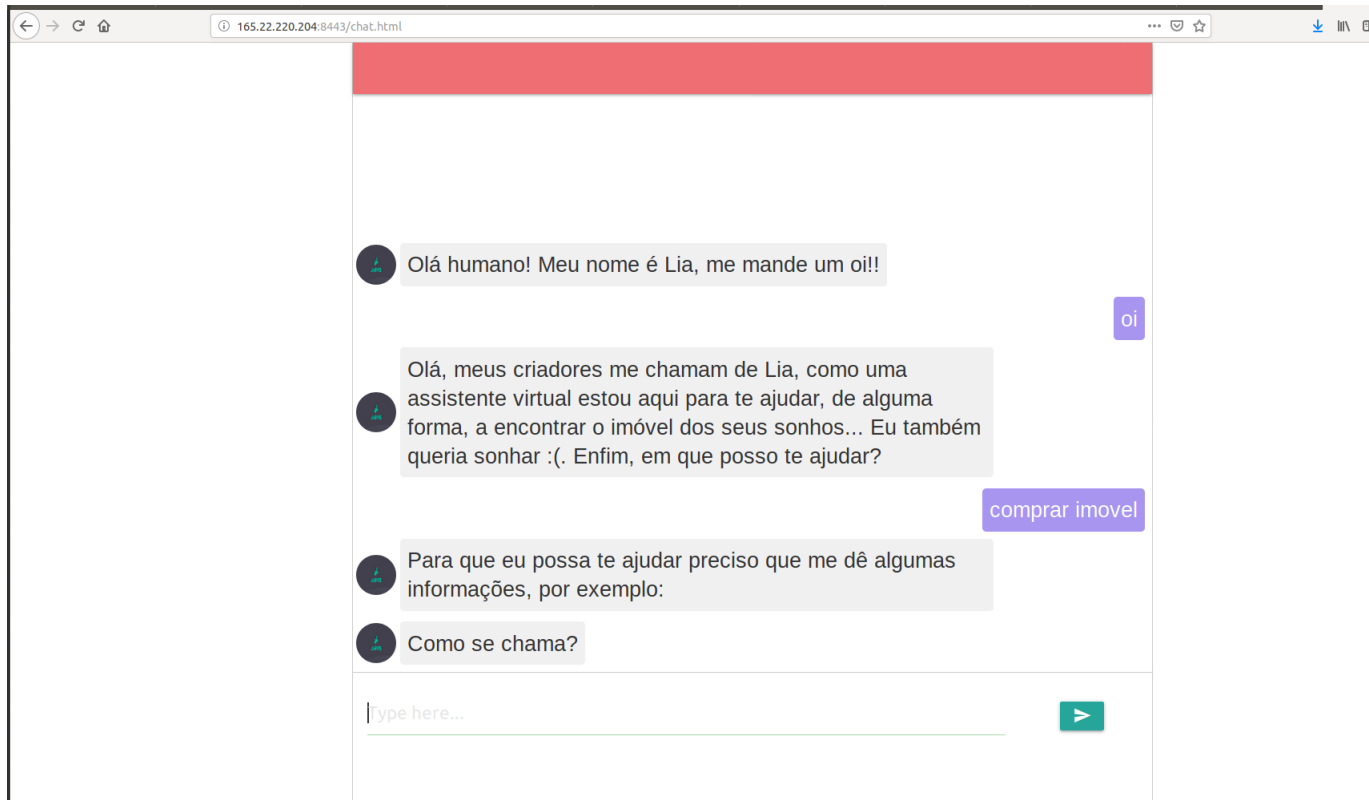 165.22.220.204:8443/chat.html
Olá humano! Meu nome é Lia, me mande um oi!!
oi
Olá, meus criadores me chamam de Lia, como uma
assistente virtual estou aqui para te ajudar, de alguma
forma, a encontrar o imóvel dos seus sonhos... Eu também
queria sonhar :(. Enfim, em que posso te ajudar?
comprar imovel
Para que eu possa te ajudar preciso que me dê algumas
informações, por exemplo:
Como se chama?
Type here...